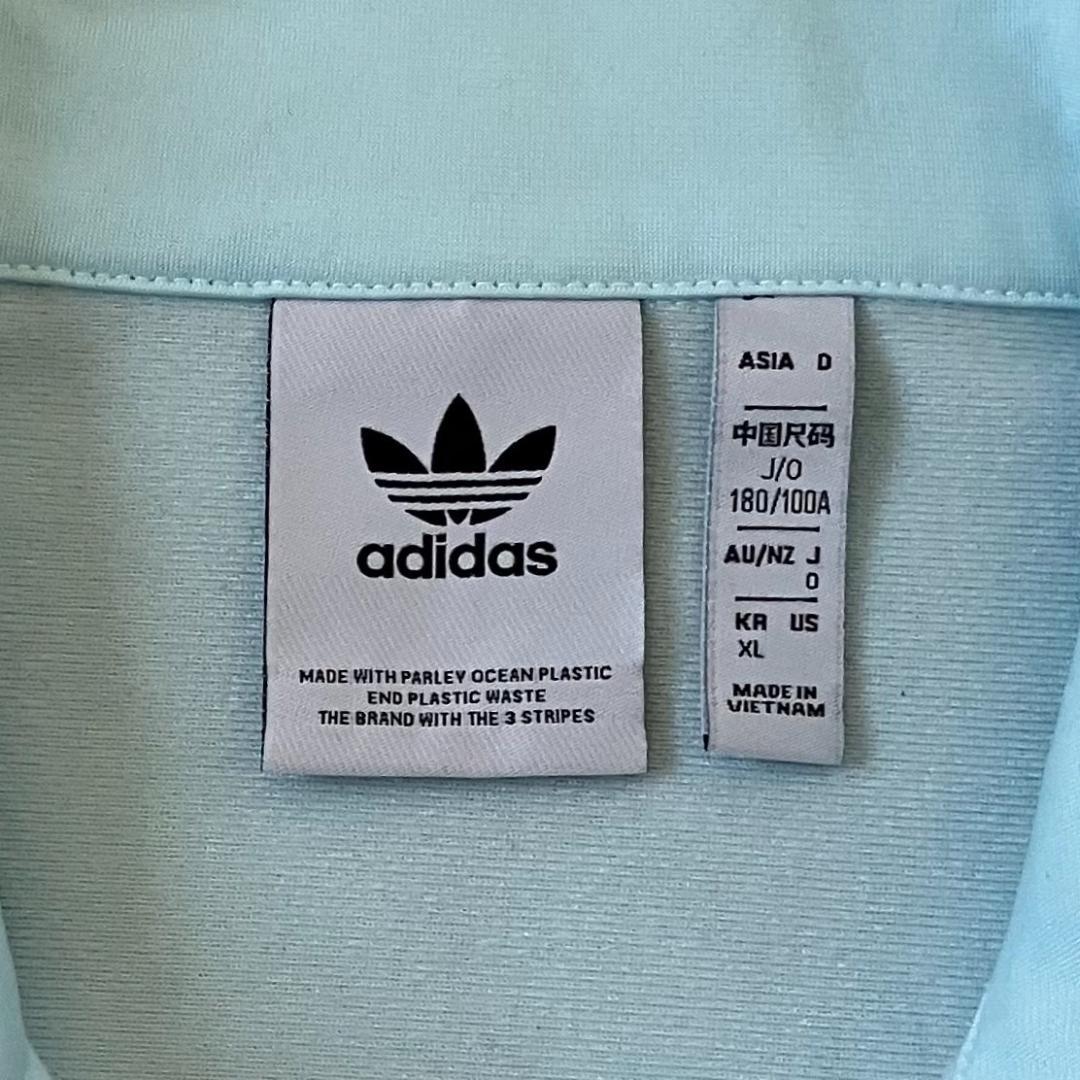 adidas
MADE WITH PARLEY OCEAN PLASTIC
END PLASTIC WASTE
THE BRAND WITH THE 3 STRIPES
ASIA D
中国尺码
J/O
180/100A
AU/NZ J
O
KR US
XL
MADE IN
VIETNAM